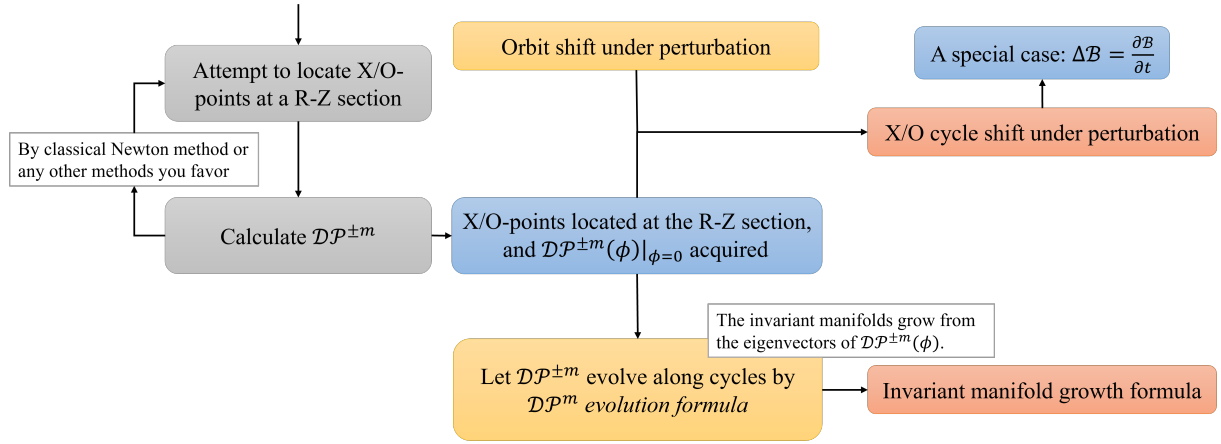 Attempt to locate X/O-
points at a R-Z section
By classical Newton method or
any other methods you favor
Calculate 𝒟𝒫^{±m}
Orbit shift under perturbation
A special case: Δℬ = ∂ℬ/∂t
X/O cycle shift under perturbation
X/O-points located at the R-Z section,
and 𝒟𝒫^{±m}(ϕ)|_{ϕ=0} acquired
The invariant manifolds grow from
the eigenvectors of 𝒟𝒫^{±m}(ϕ).
Let 𝒟𝒫^{±m} evolve along cycles by
𝒟𝒫^m evolution formula
Invariant manifold growth formula